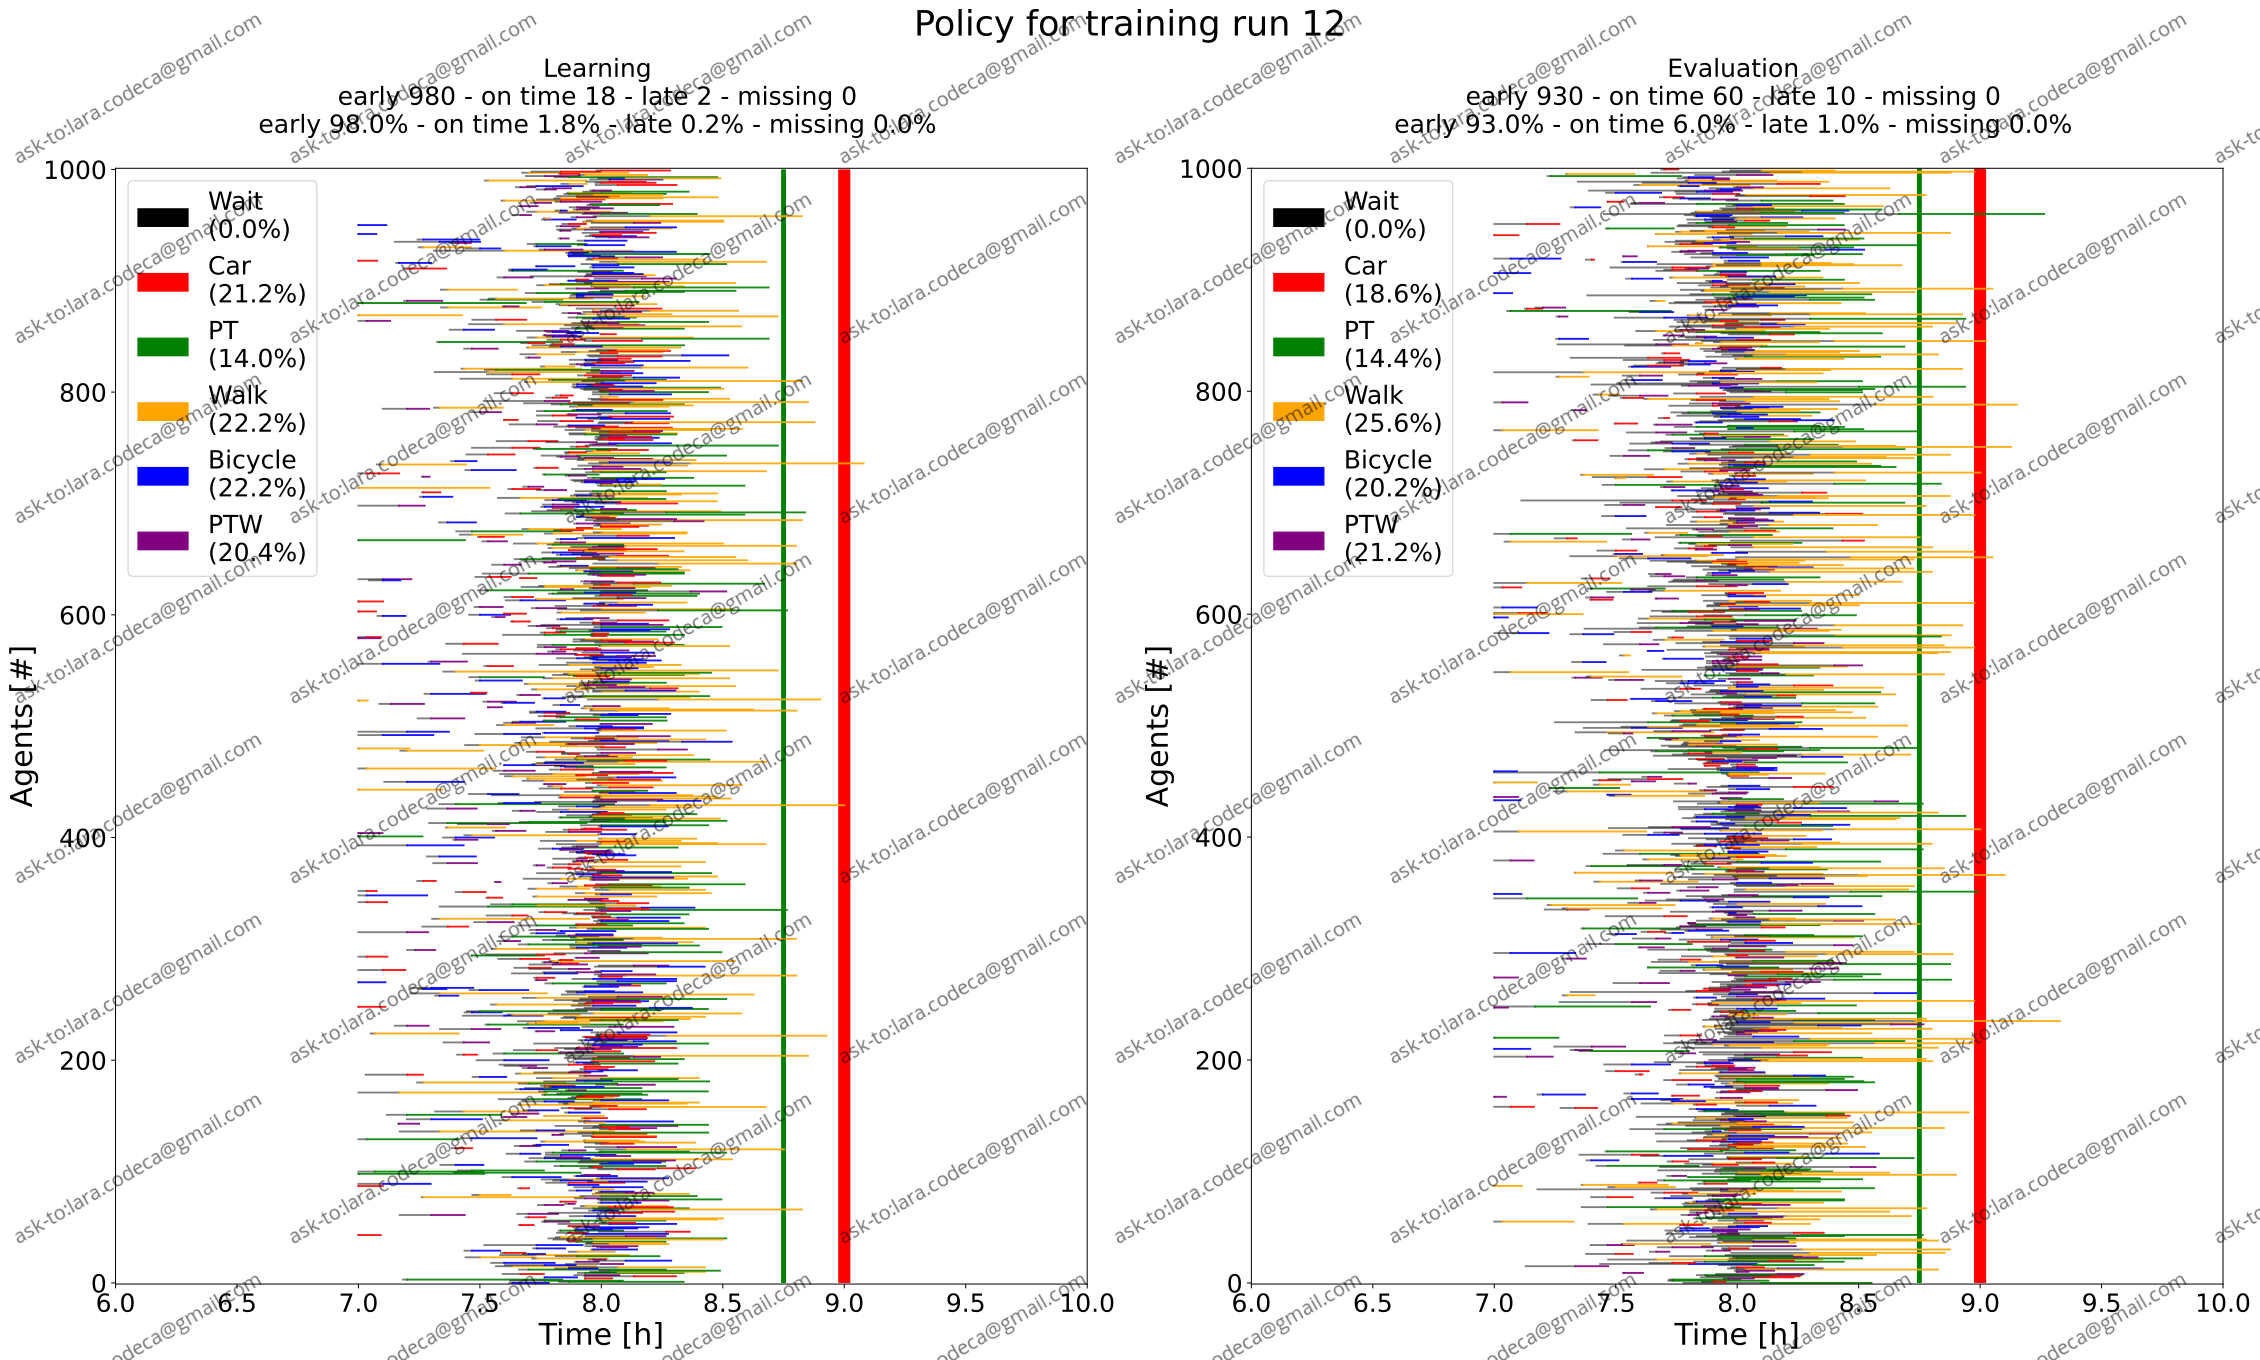 Policy for training run 12
Learning
early 980 - on time 18 - late 2 - missing 0
early 98.0% - on time 1.8% - late 0.2% - missing 0.0%
1000
800
600
400
200
0
Agents [#]
Wait
(0.0%)
Car
(21.2%)
PT
(14.0%)
Walk
(22.2%)
Bicycle
(22.2%)
PTW
(20.4%)
6.0 6.5 7.0 7.5 8.0 8.5 9.0 9.5 10.0
Time [h]
Evaluation
early 930 - on time 60 - late 10 - missing 0
early 93.0% - on time 6.0% - late 1.0% - missing 0.0%
1000
800
600
400
200
0
Agents [#]
Wait
(0.0%)
Car
(18.6%)
PT
(14.4%)
Walk
(25.6%)
Bicycle
(20.2%)
PTW
(21.2%)
6.0 6.5 7.0 7.5 8.0 8.5 9.0 9.5 10.0
Time [h]
ask-to:lara.codeca@gmail.com